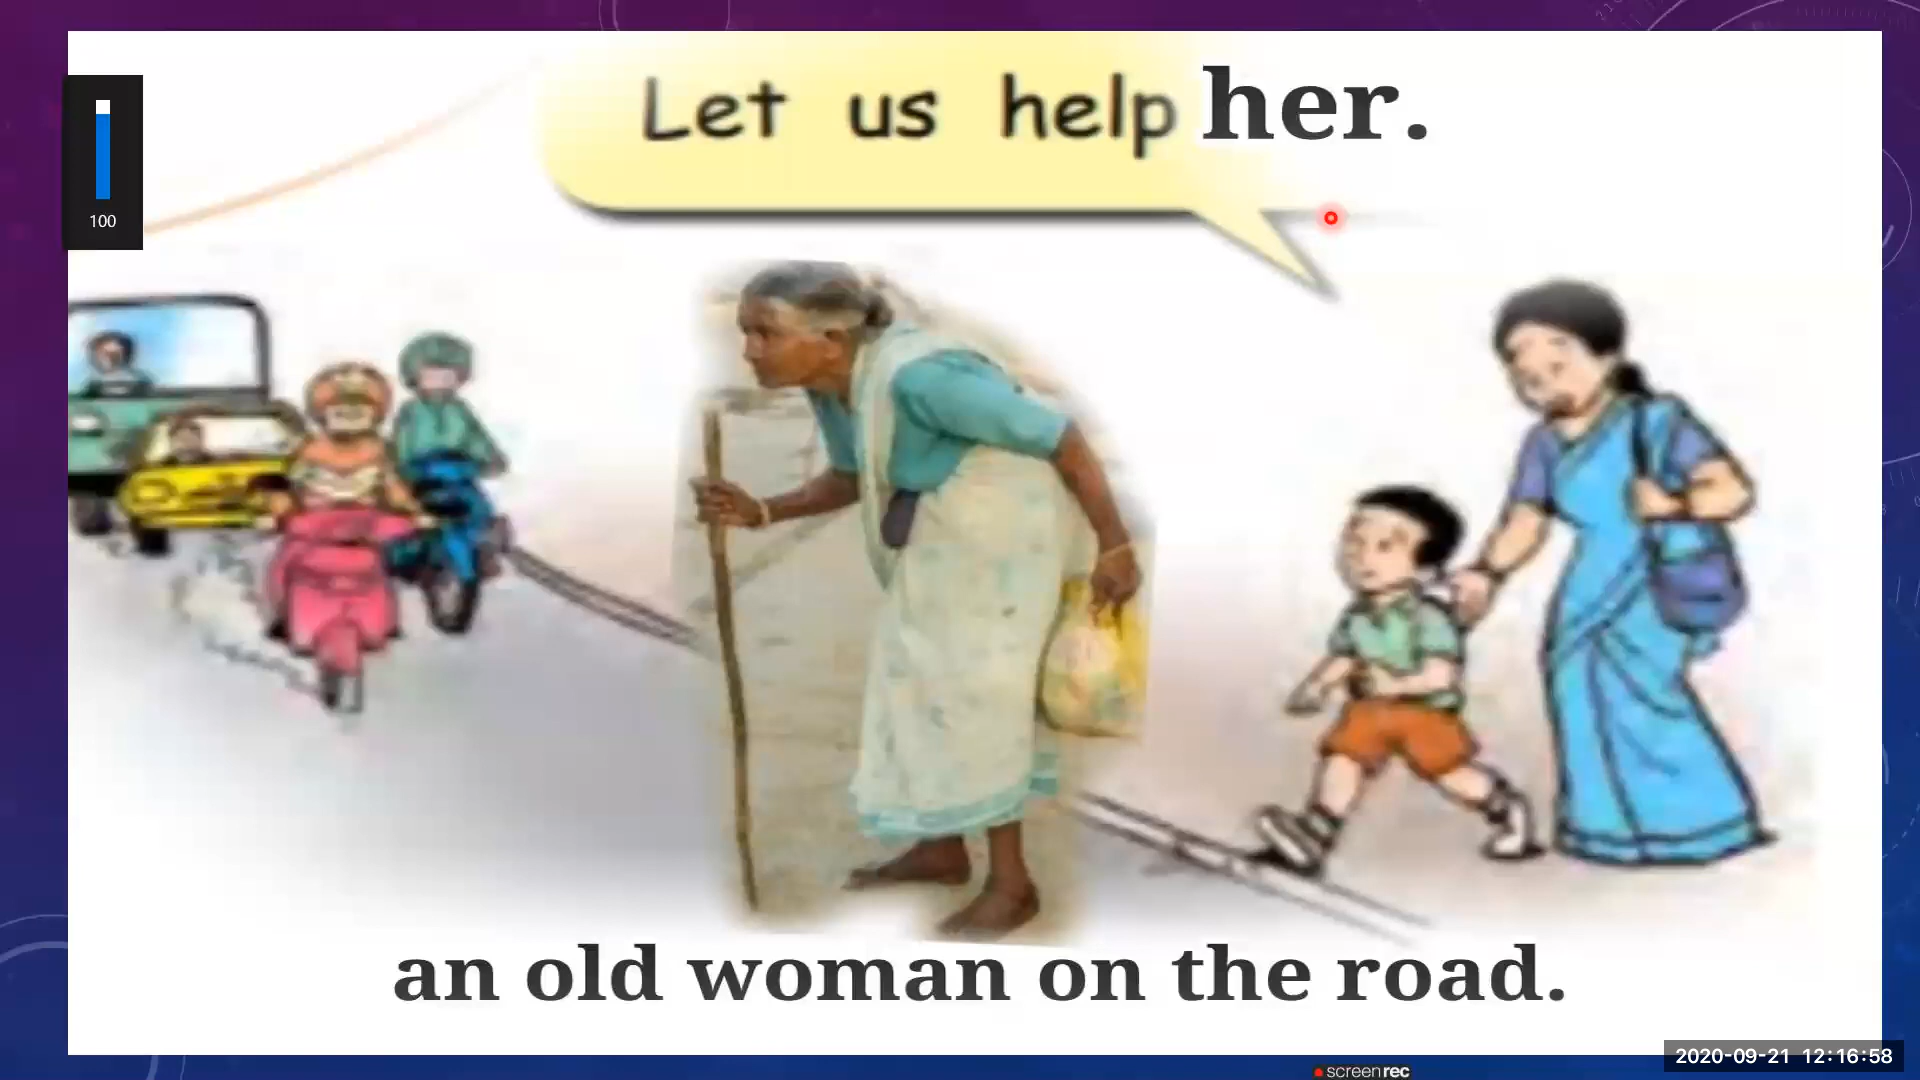 Let us help her.
100
an old woman on the road.
2020-09-21 12:16:58
screenrec